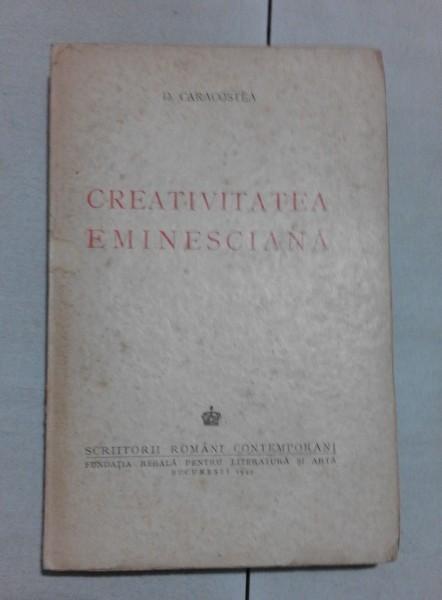 D. CARACOSTEA
CREATIVITATEA
EMINESCIANĂ
SCRIITORII ROMÂNI CONTEMPORANI
FUNDAȚIA REGALĂ PENTRU LITERATURĂ ȘI ARTĂ
BUCUREȘTI